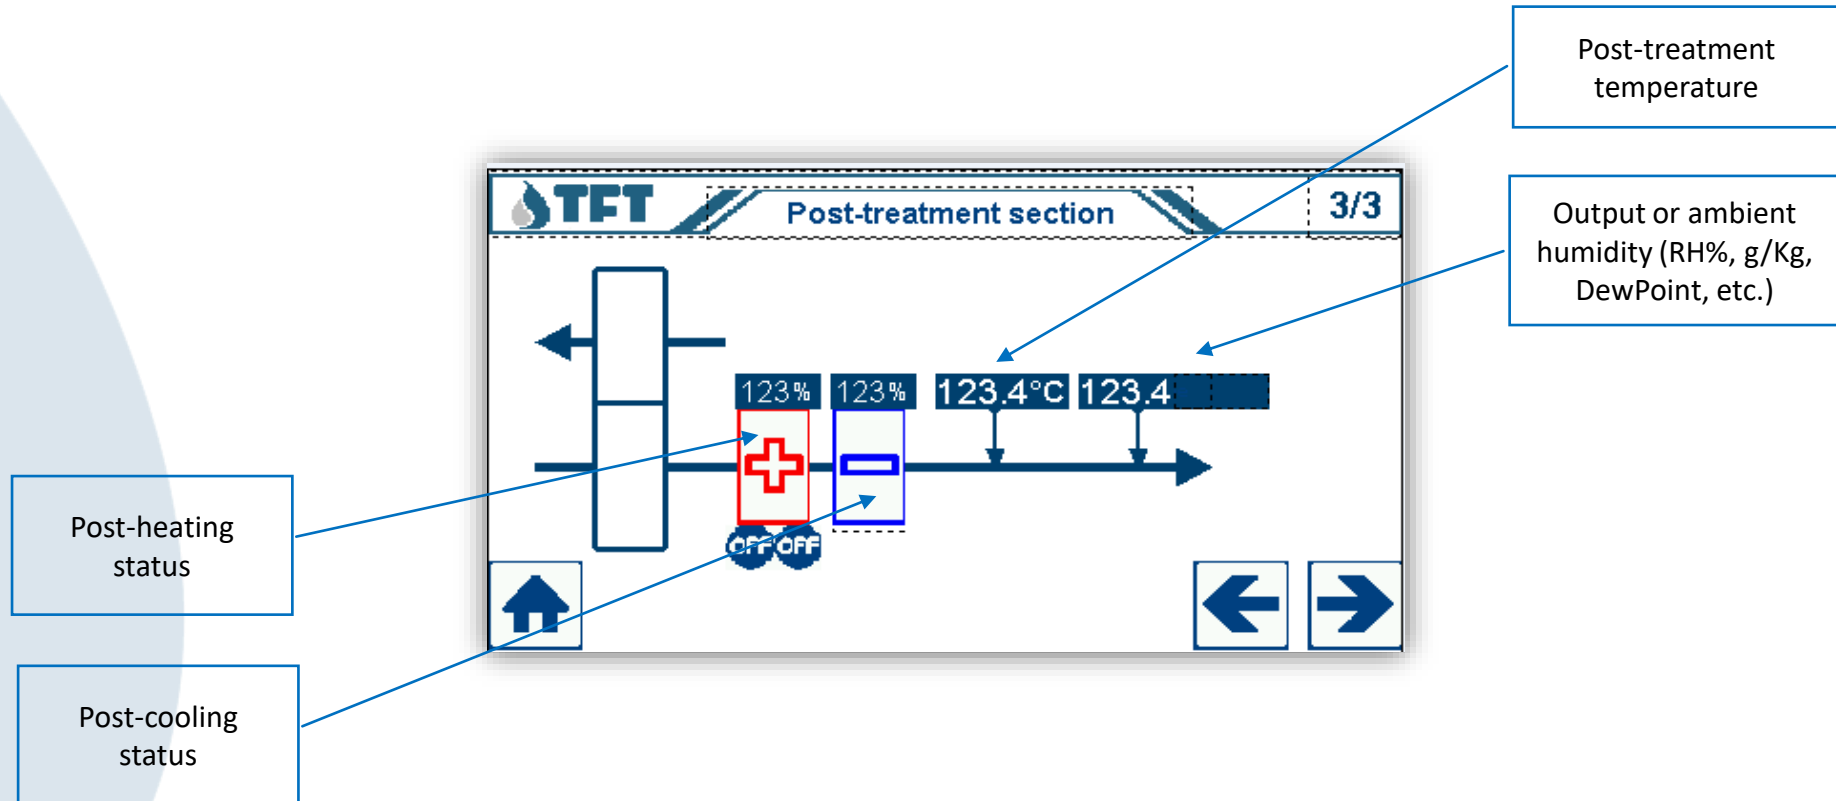 Post-treatment
temperature
TFT
Post-treatment section
3/3
Output or ambient
humidity (RH%, g/Kg,
DewPoint, etc.)
123%
123%
123.4°C
123.4
Post-heating
status
OFF
OFF
Post-cooling
status